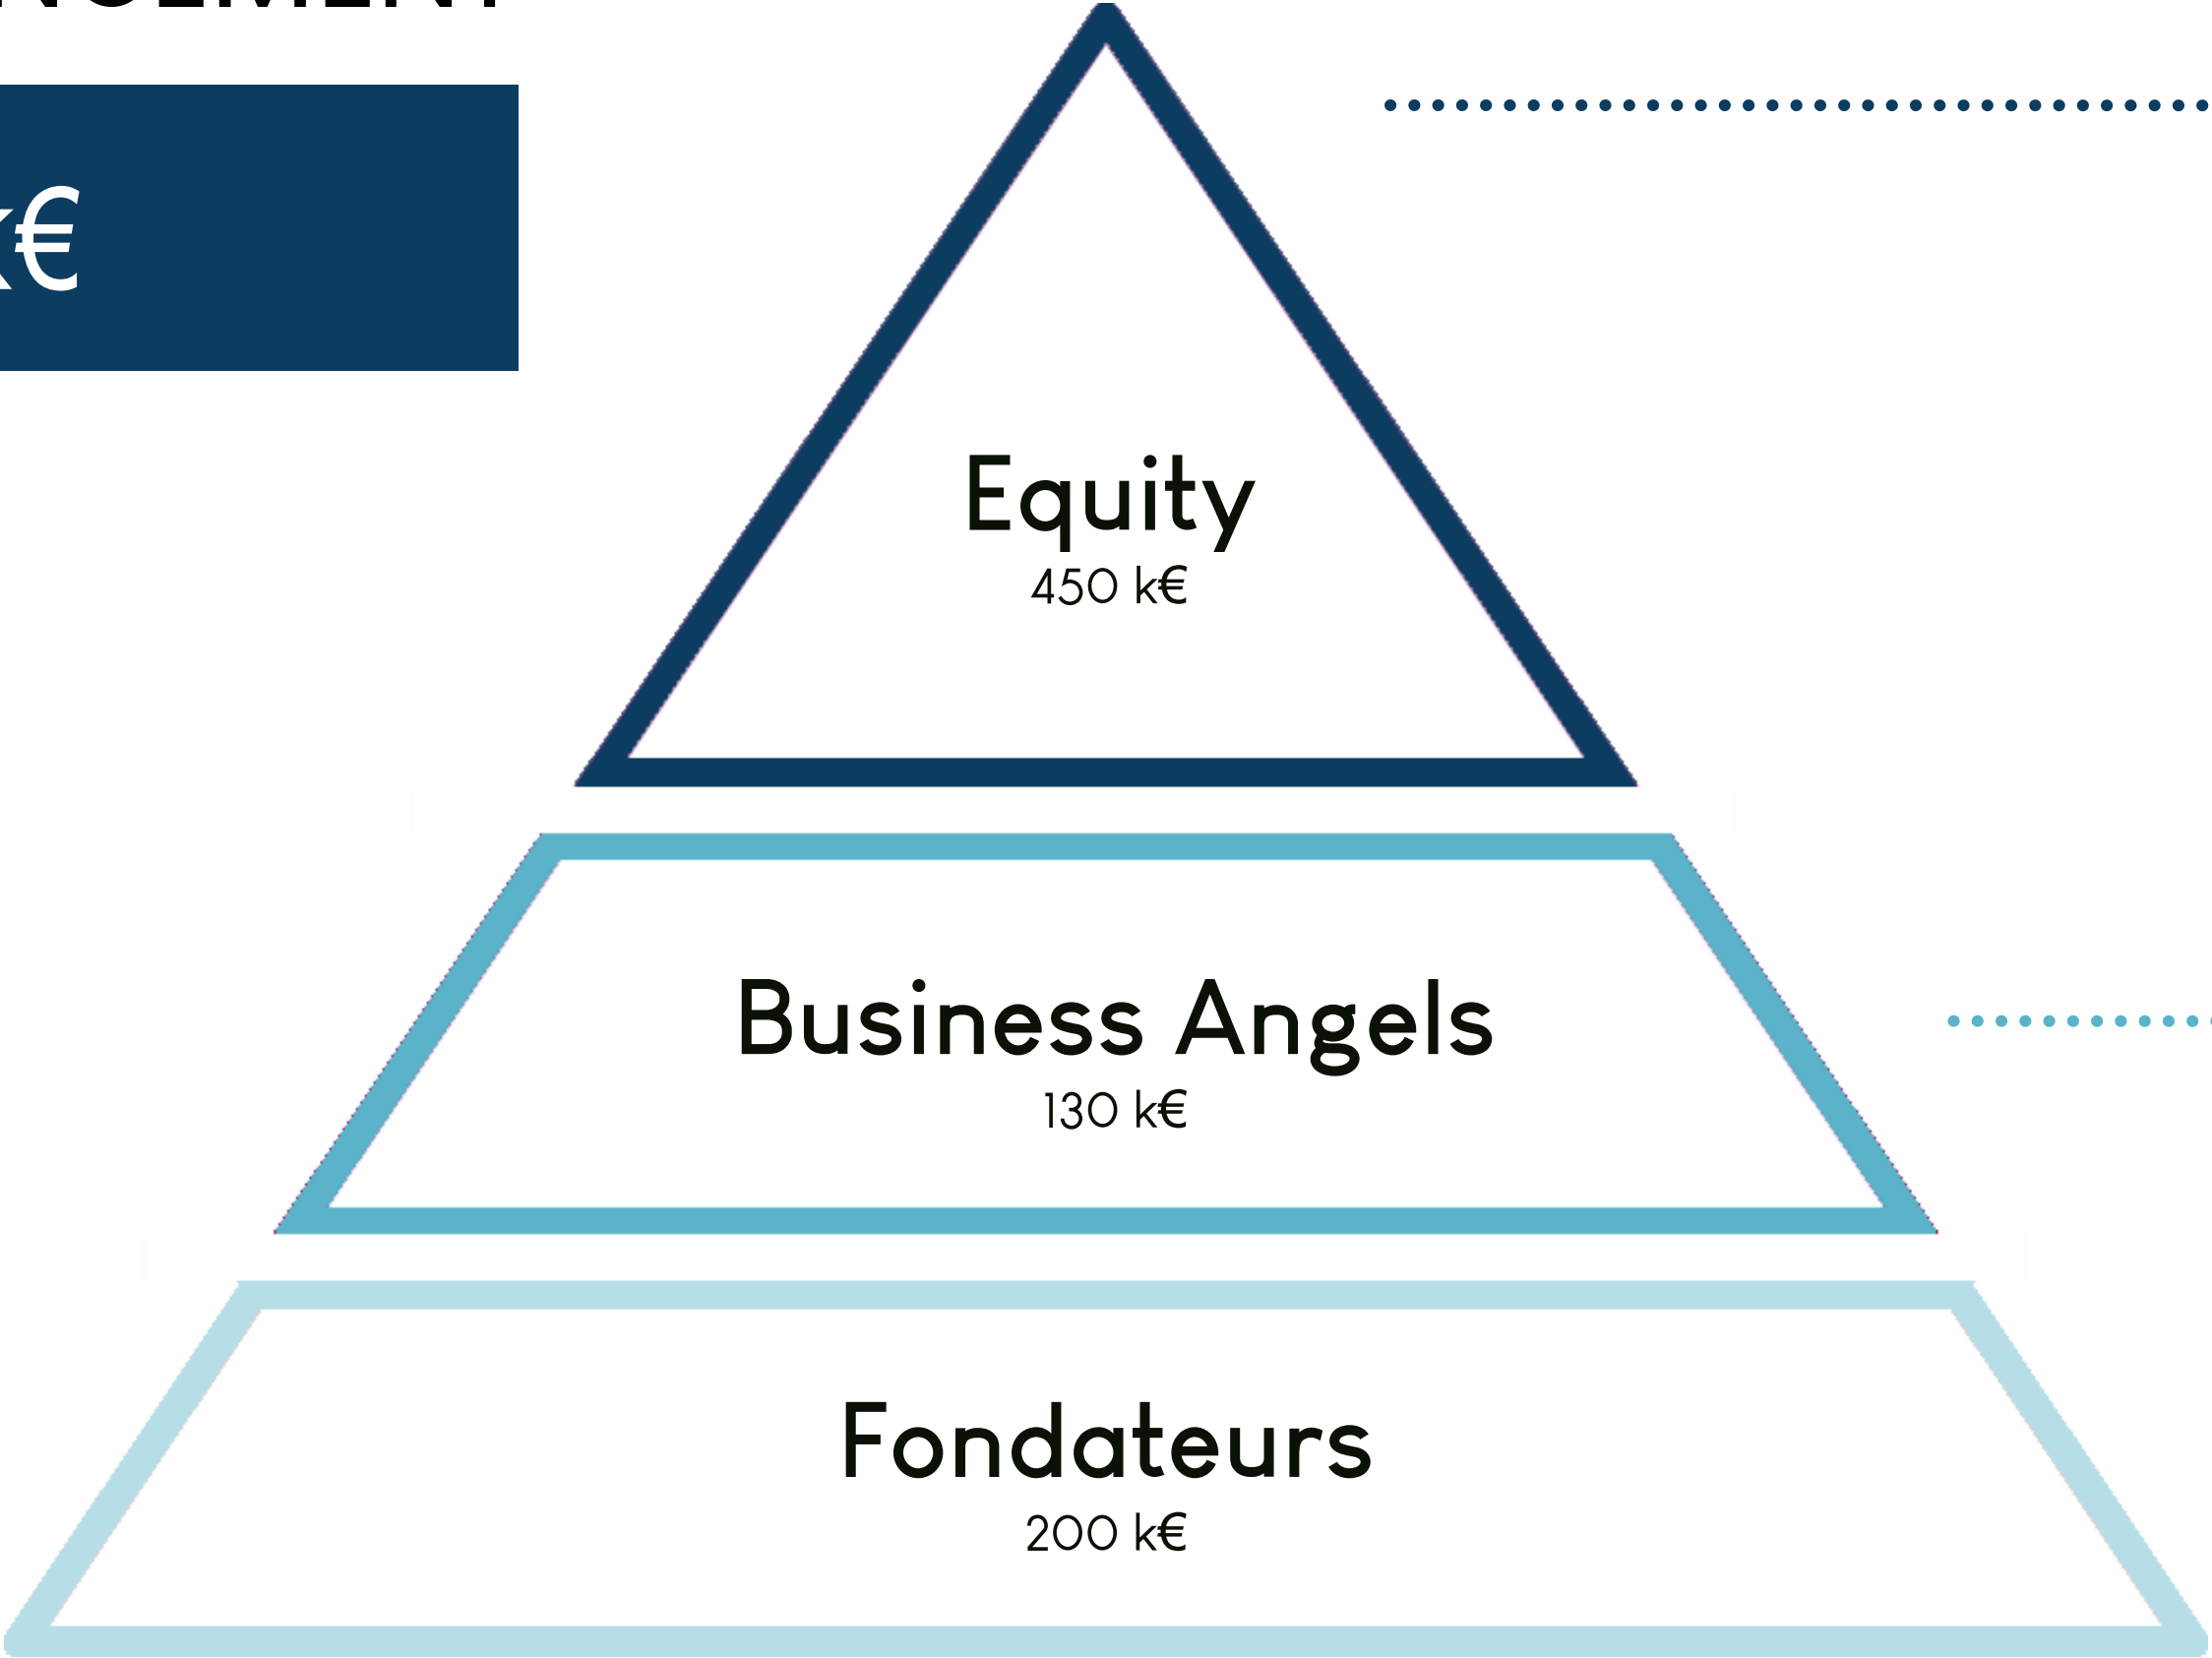 k€
Equity
450 k€
Business Angels
130 k€
Fondateurs
200 k€